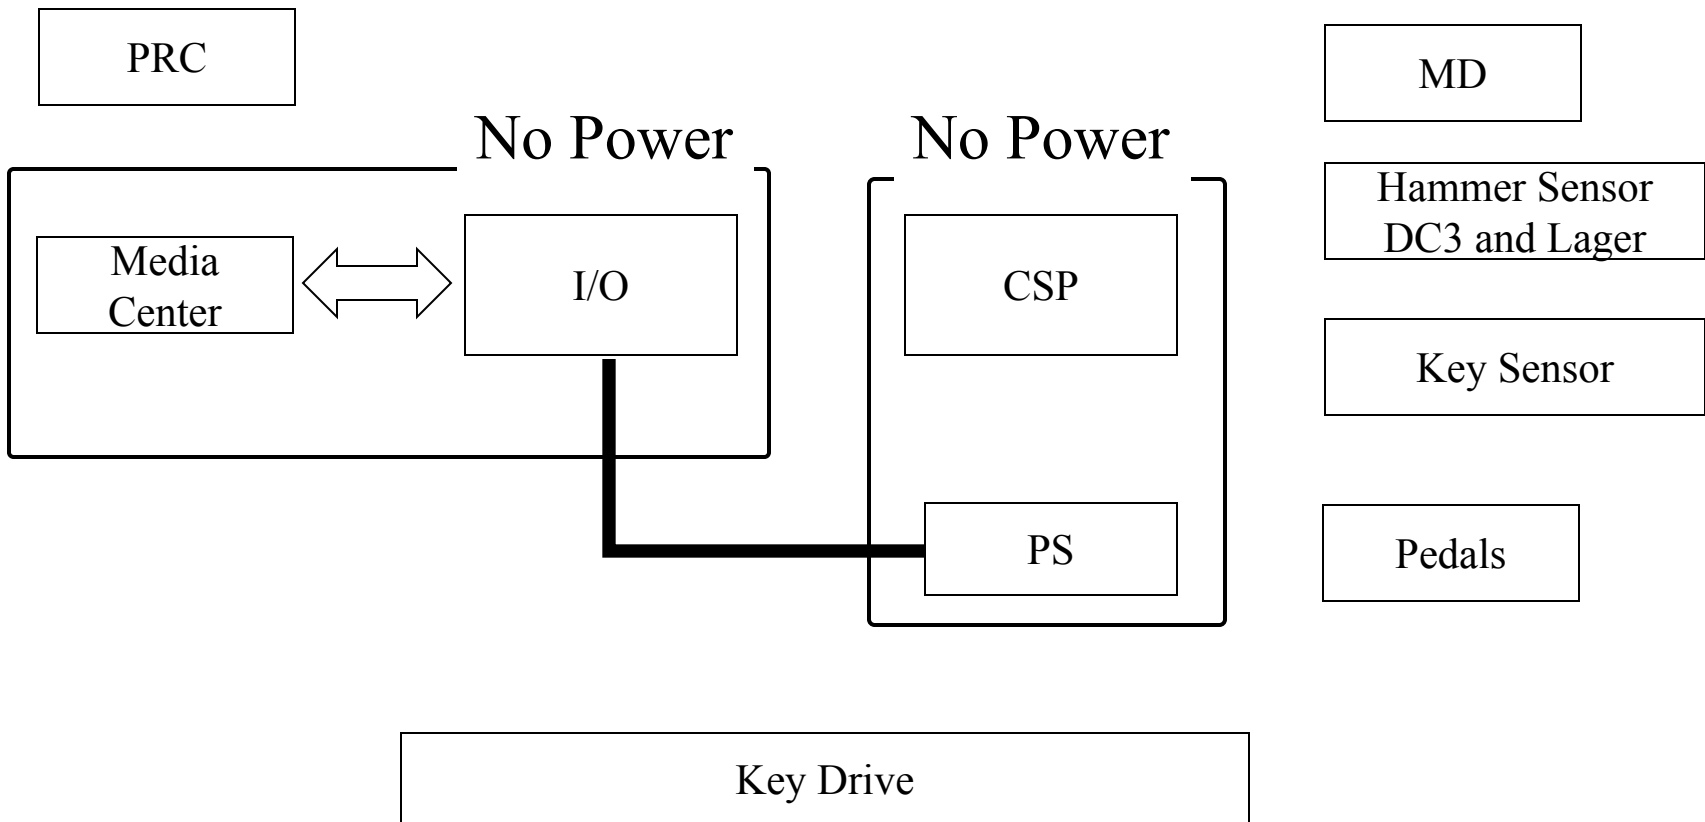 PRC
MD
No Power
No Power
Hammer Sensor
DC3 and Lager
Media
Center
I/O
CSP
Key Sensor
PS
Pedals
Key Drive